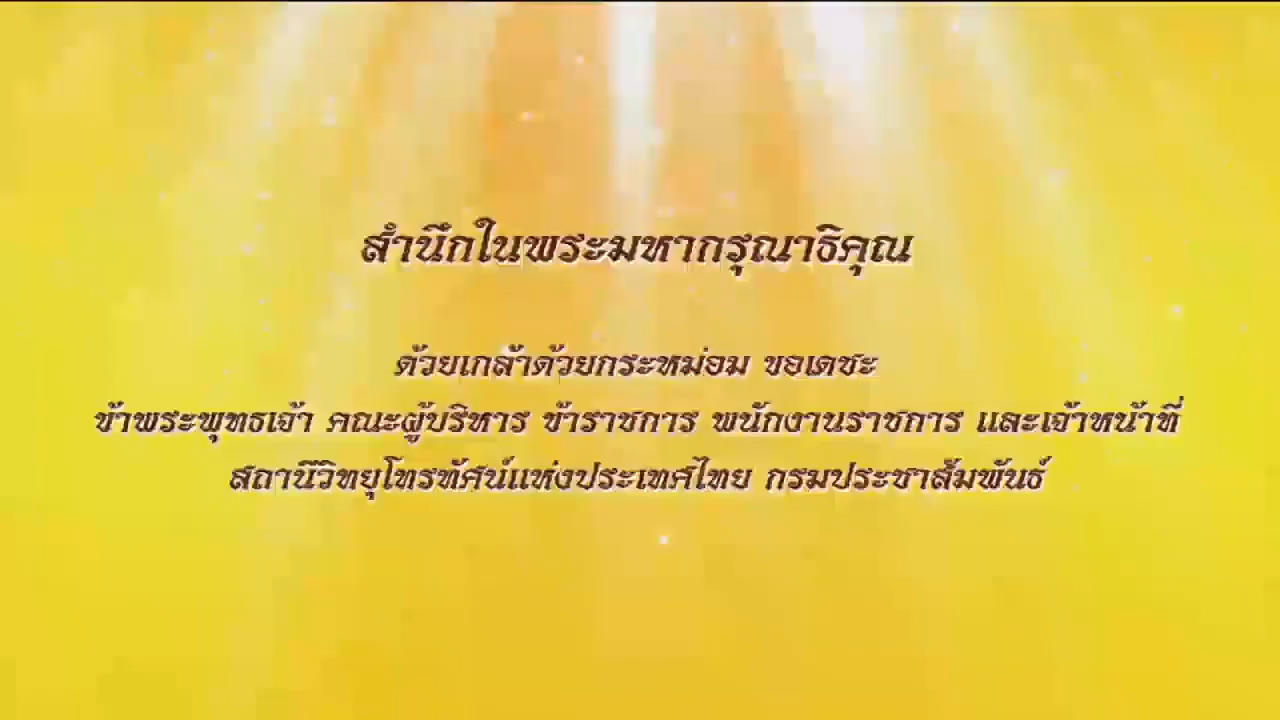 สำนึกในพระมหากรุณาธิคุณ
ด้วยเกล้าด้วยกระหม่อม ขอเดชะ
ข้าพระพุทธเจ้า คณะผู้บริหาร ข้าราชการ พนักงานราชการ และเจ้าหน้าที่
สถานีวิทยุโทรทัศน์แห่งประเทศไทย กรมประชาสัมพันธ์